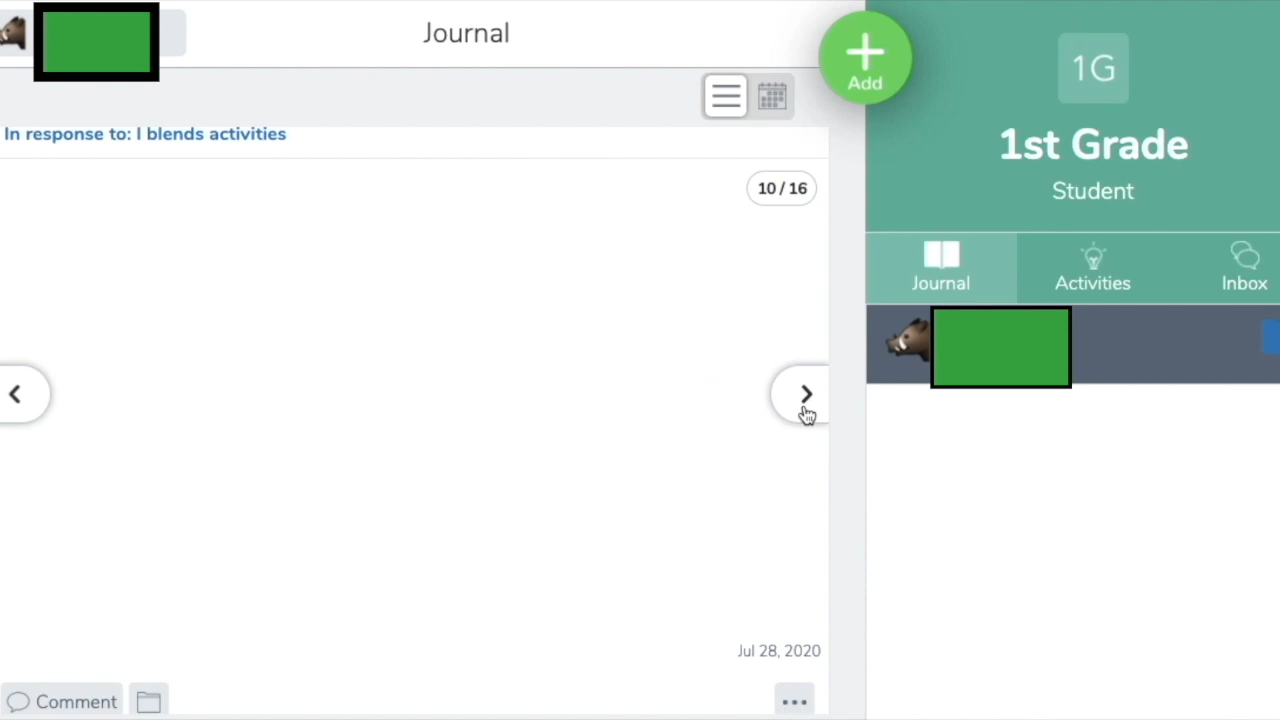 Journal
Add
In response to: l blends activities
10 / 16
Jul 28, 2020
Comment
1G
1st Grade
Student
Journal
Activities
Inbox